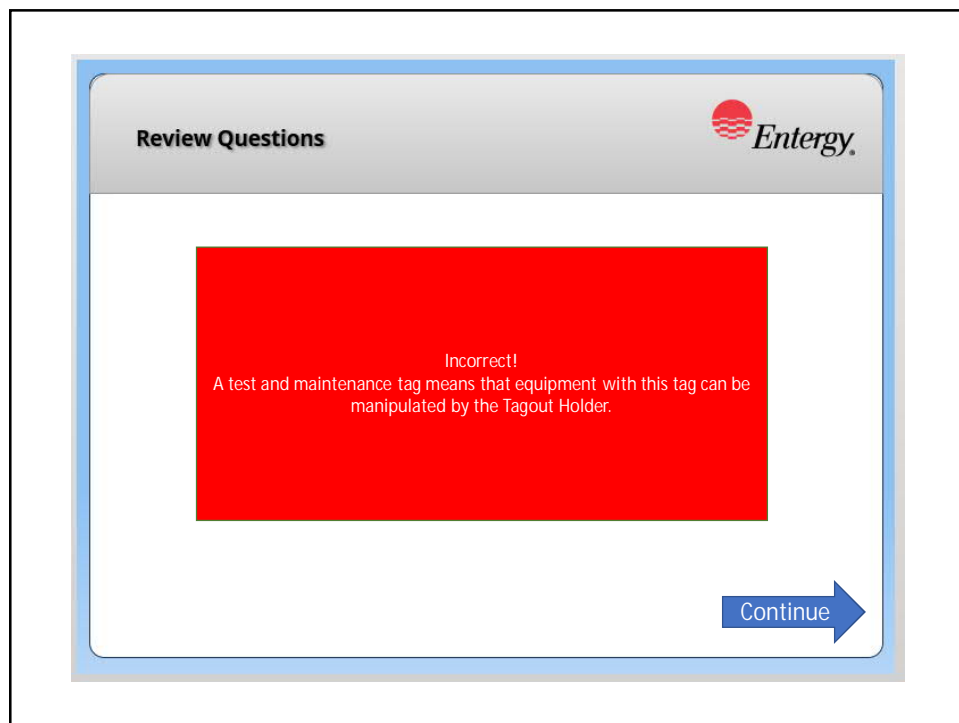 Review Questions
Entergy.
Incorrect!
A test and maintenance tag means that equipment with this tag can be
manipulated by the Tagout Holder.
Continue